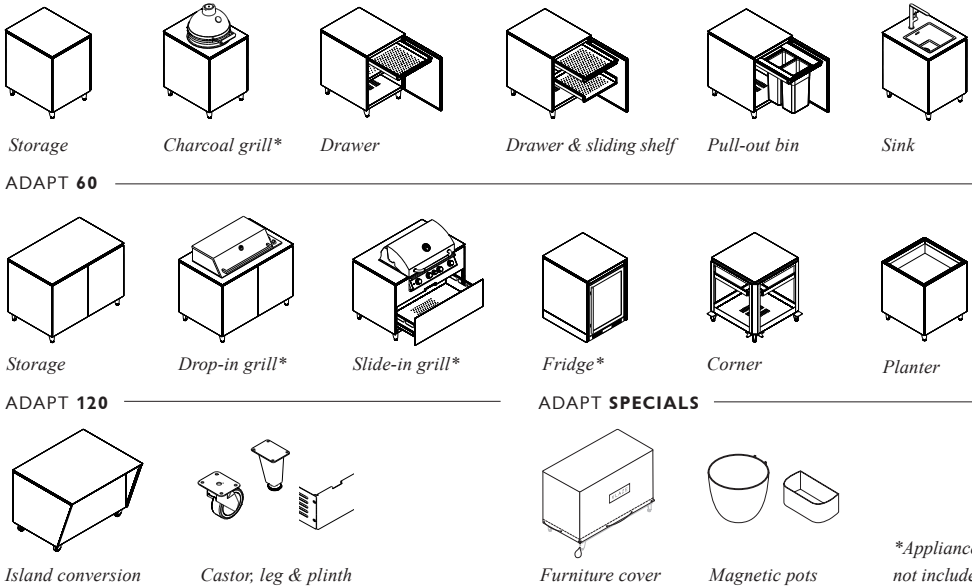 Storage
Charcoal grill*
Drawer
Drawer & sliding shelf
Pull-out bin
Sink
ADAPT 60
Storage
Drop-in grill*
Slide-in grill*
Fridge*
Corner
Planter
ADAPT 120
ADAPT SPECIALS
Island conversion
Castor, leg & plinth
Furniture cover
Magnetic pots
*Appliance
not include